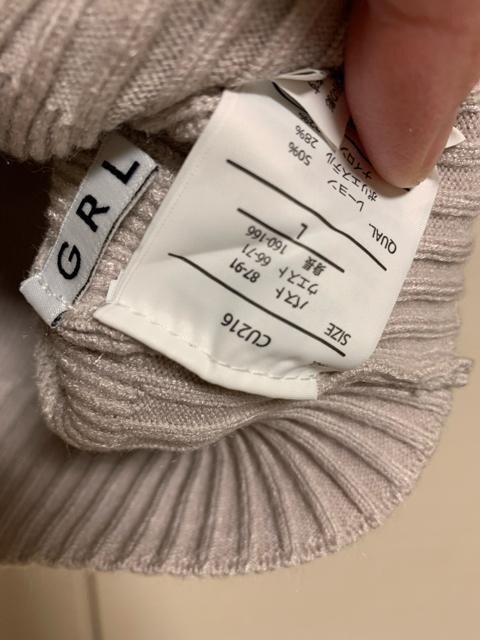 GRL
CU216
SIZE
バスト 87-91
ウエスト 66-71
身長 160-166
L
QUAL
レーヨン 50%
ポリエステル 28%
ナイロン